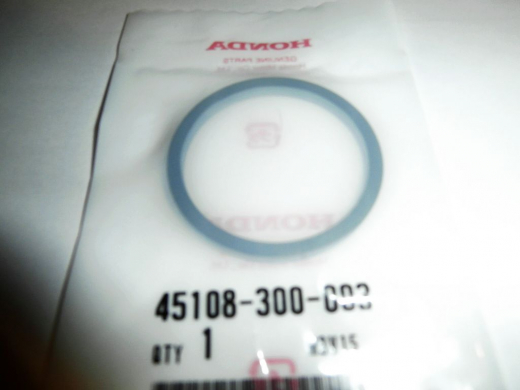 HONDA
GENUINE PARTS
HONDA
45108-300-003
QTY 1